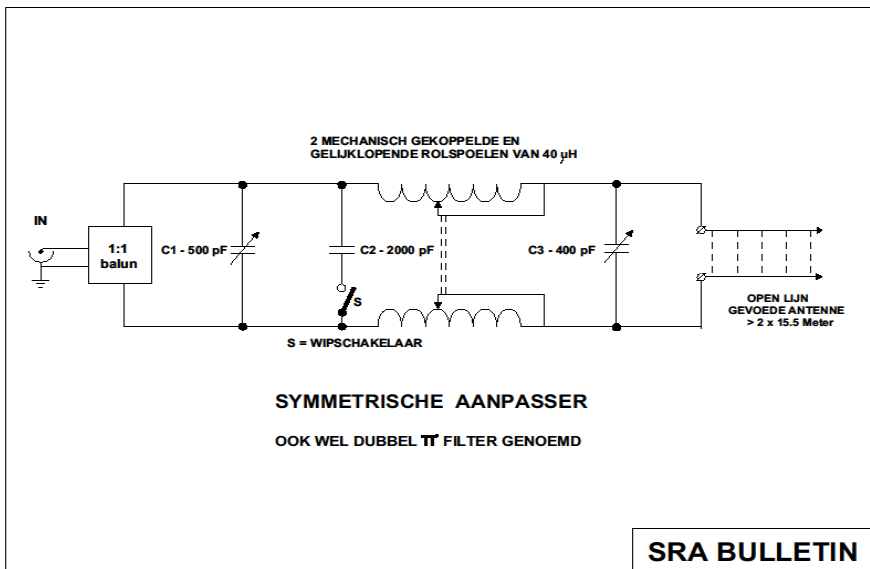 2 MECHANISCH GEKOPPELDE EN
GELIJKLOPENDE ROLSPOELEN VAN 40 µH
IN
1:1
balun
C1 - 500 pF
C2 - 2000 pF
C3 - 400 pF
S
OPEN LIJN
GEVOEDE ANTENNE
> 2 x 15.5 Meter
S = WIPSCHAKELAAR
SYMMETRISCHE AANPASSER
OOK WEL DUBBEL π FILTER GENOEMD
SRA BULLETIN